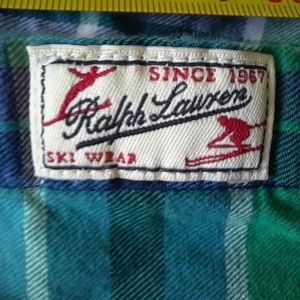 SINCE 1967
Ralph Lauren
SKI WEAR